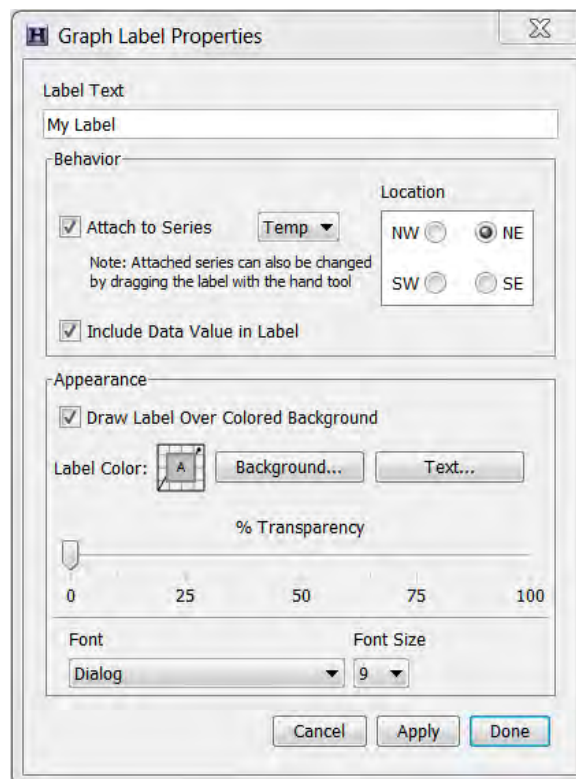 Graph Label Properties
Label Text
My Label
Behavior
Location
Attach to Series Temp
NW NE
Note: Attached series can also be changed
by dragging the label with the hand tool
SW SE
Include Data Value in Label
Appearance
Draw Label Over Colored Background
Label Color: A Background... Text...
% Transparency
0 25 50 75 100
Font Font Size
Dialog 9
Cancel Apply Done